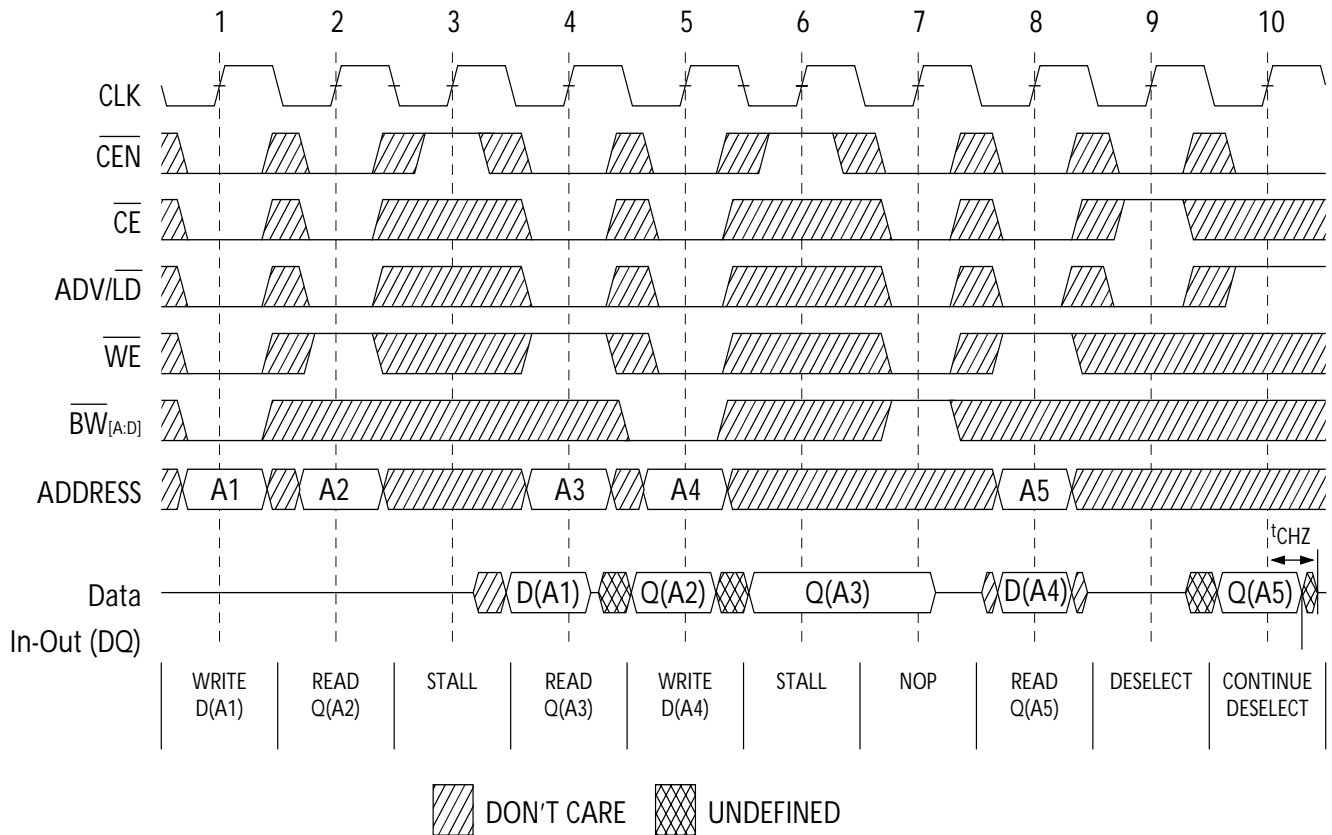 1 2 3 4 5 6 7 8 9 10
CLK
CEN
CE
ADV/LD
WE
BW[A:D]
ADDRESS A1 A2 A3 A4 A5
tCHZ
Data D(A1) Q(A2) Q(A3) D(A4) Q(A5)
In-Out (DQ)
WRITE READ STALL READ WRITE STALL NOP READ DESELECT CONTINUE
D(A1) Q(A2) Q(A3) D(A4) Q(A5) DESELECT
DON'T CARE UNDEFINED